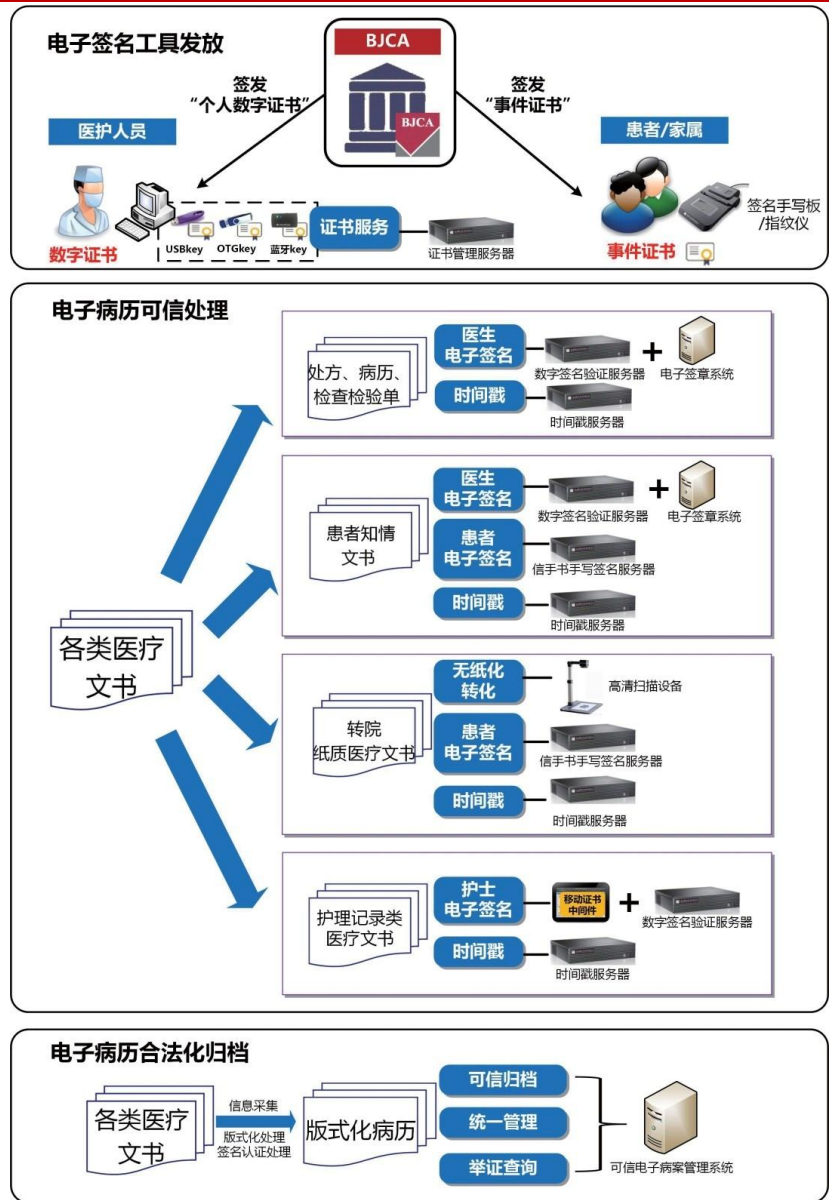 电子签名工具发放
BJCA
BJCA
签发
“个人数字证书”
签发
“事件证书”
医护人员
患者/家属
数字证书
USBkey
OTGkey
蓝牙key
证书服务
证书管理服务器
事件证书
签名手写板
/指纹仪
电子病历可信处理
各类医疗
文书
处方、病历、
检查检验单
医生
电子签名
数字签名验证服务器
+
电子签章系统
时间戳
时间戳服务器
患者知情
文书
医生
电子签名
数字签名验证服务器
+
电子签章系统
患者
电子签名
信手书手写签名服务器
时间戳
时间戳服务器
转院
纸质医疗文书
无纸化
转化
高清扫描设备
患者
电子签名
信手书手写签名服务器
时间戳
时间戳服务器
护理记录类
医疗文书
护士
电子签名
移动证书
中间件
+
数字签名验证服务器
时间戳
时间戳服务器
电子病历合法化归档
各类医疗
文书
信息采集
版式化处理
签名认证处理
版式化病历
可信归档
统一管理
举证查询
可信电子病案管理系统